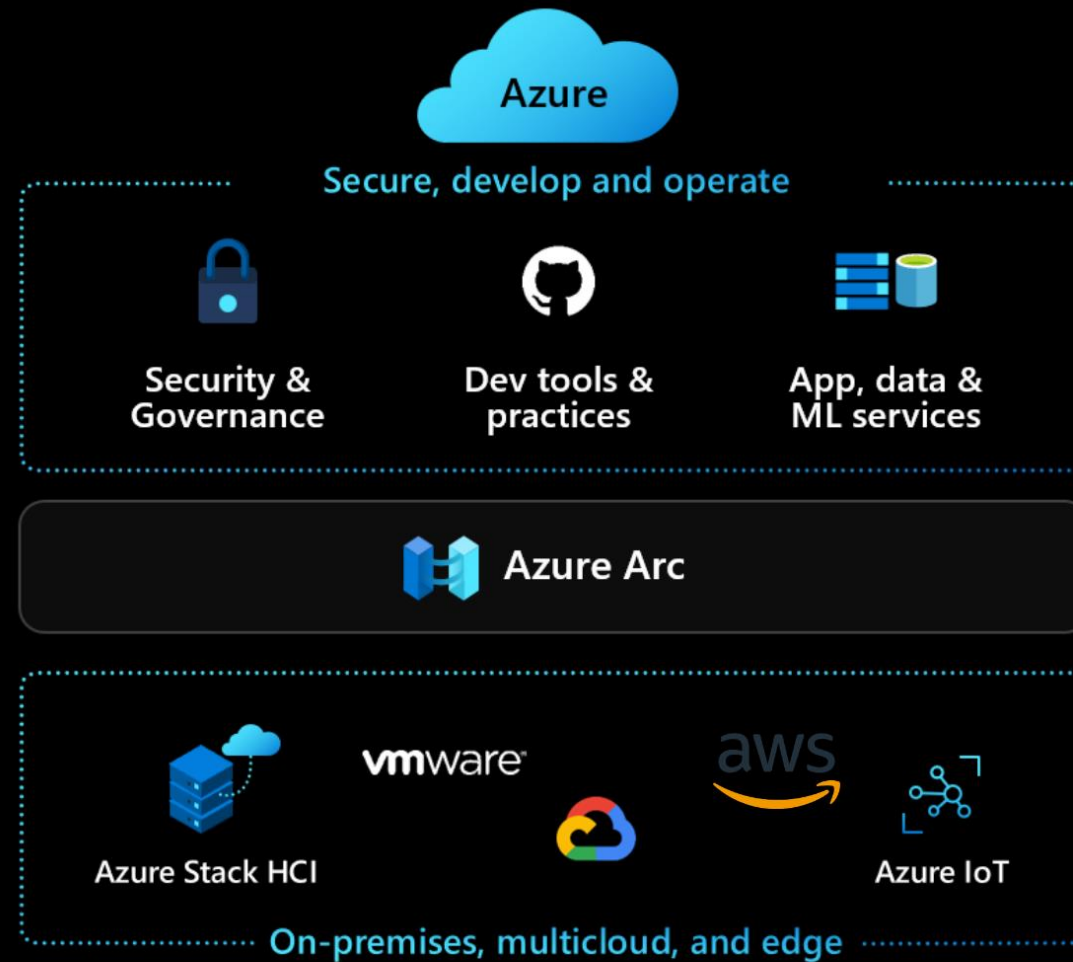 Azure
Secure, develop and operate
Security &
Governance
Dev tools &
practices
App, data &
ML services
Azure Arc
vmware
aws
Azure Stack HCI
Azure IoT
On-premises, multicloud, and edge